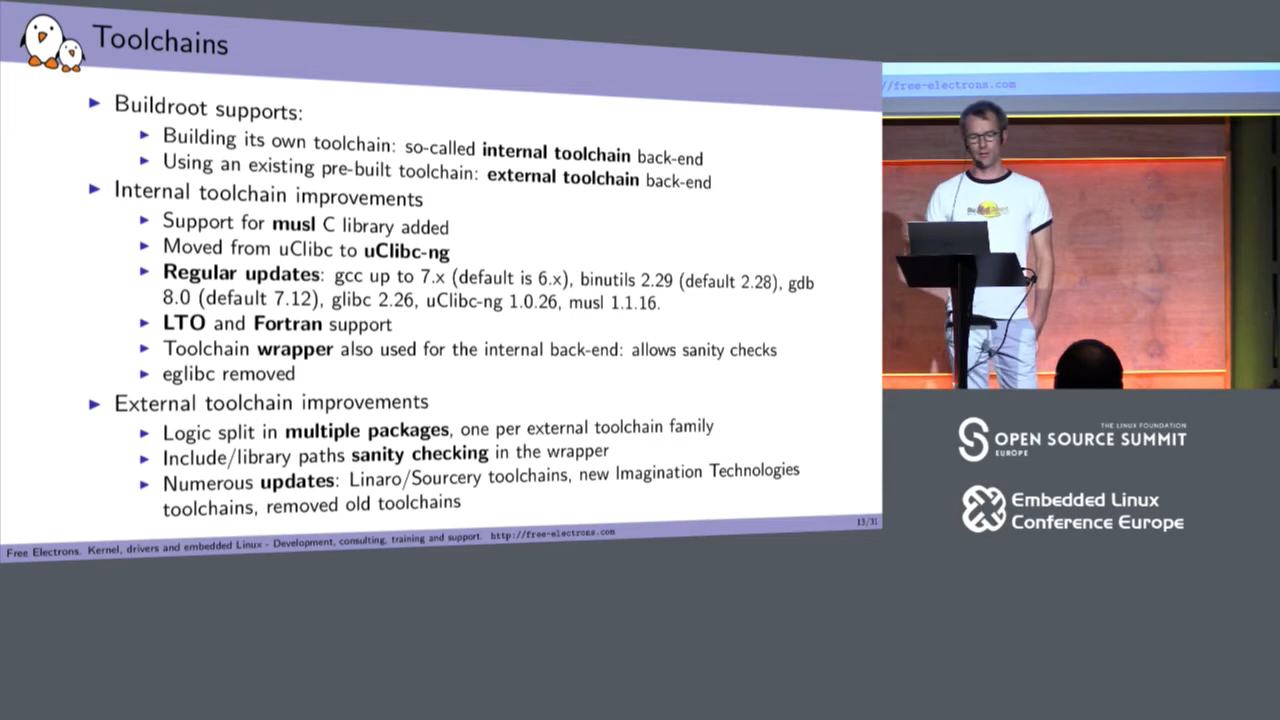 Toolchains
► Buildroot supports:
► Building its own toolchain: so-called internal toolchain back-end
► Using an existing pre-built toolchain: external toolchain back-end
► Internal toolchain improvements
► Support for musl C library added
► Moved from uClibc to uClibc-ng
► Regular updates: gcc up to 7.x (default is 6.x), binutils 2.29 (default 2.28), gdb
8.0 (default 7.12), glibc 2.26, uClibc-ng 1.0.26, musl 1.1.16.
► LTO and Fortran support
► Toolchain wrapper also used for the internal back-end: allows sanity checks
► eglibc removed
► External toolchain improvements
► Logic split in multiple packages, one per external toolchain family
► Include/library paths sanity checking in the wrapper
► Numerous updates: Linaro/Sourcery toolchains, new Imagination Technologies
toolchains, removed old toolchains
13/31
Free Electrons. Kernel, drivers and embedded Linux - Development, consulting, training and support. http://free-electrons.com
//free-electrons.com
THE LINUX FOUNDATION
OPEN SOURCE SUMMIT
EUROPE
Embedded Linux
Conference Europe